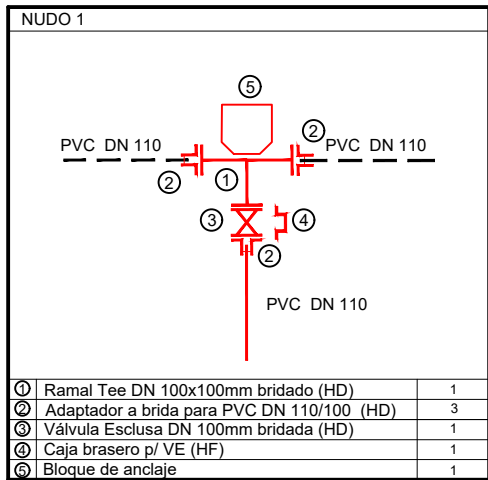 NUDO 1
⑤
②
PVC DN 110
PVC DN 110
②
①
③
④
②
PVC DN 110
① Ramal Tee DN 100x100mm bridado (HD) 1
② Adaptador a brida para PVC DN 110/100 (HD) 3
③ Válvula Esclusa DN 100mm bridada (HD) 1
④ Caja brasero p/ VE (HF) 1
⑤ Bloque de anclaje 1